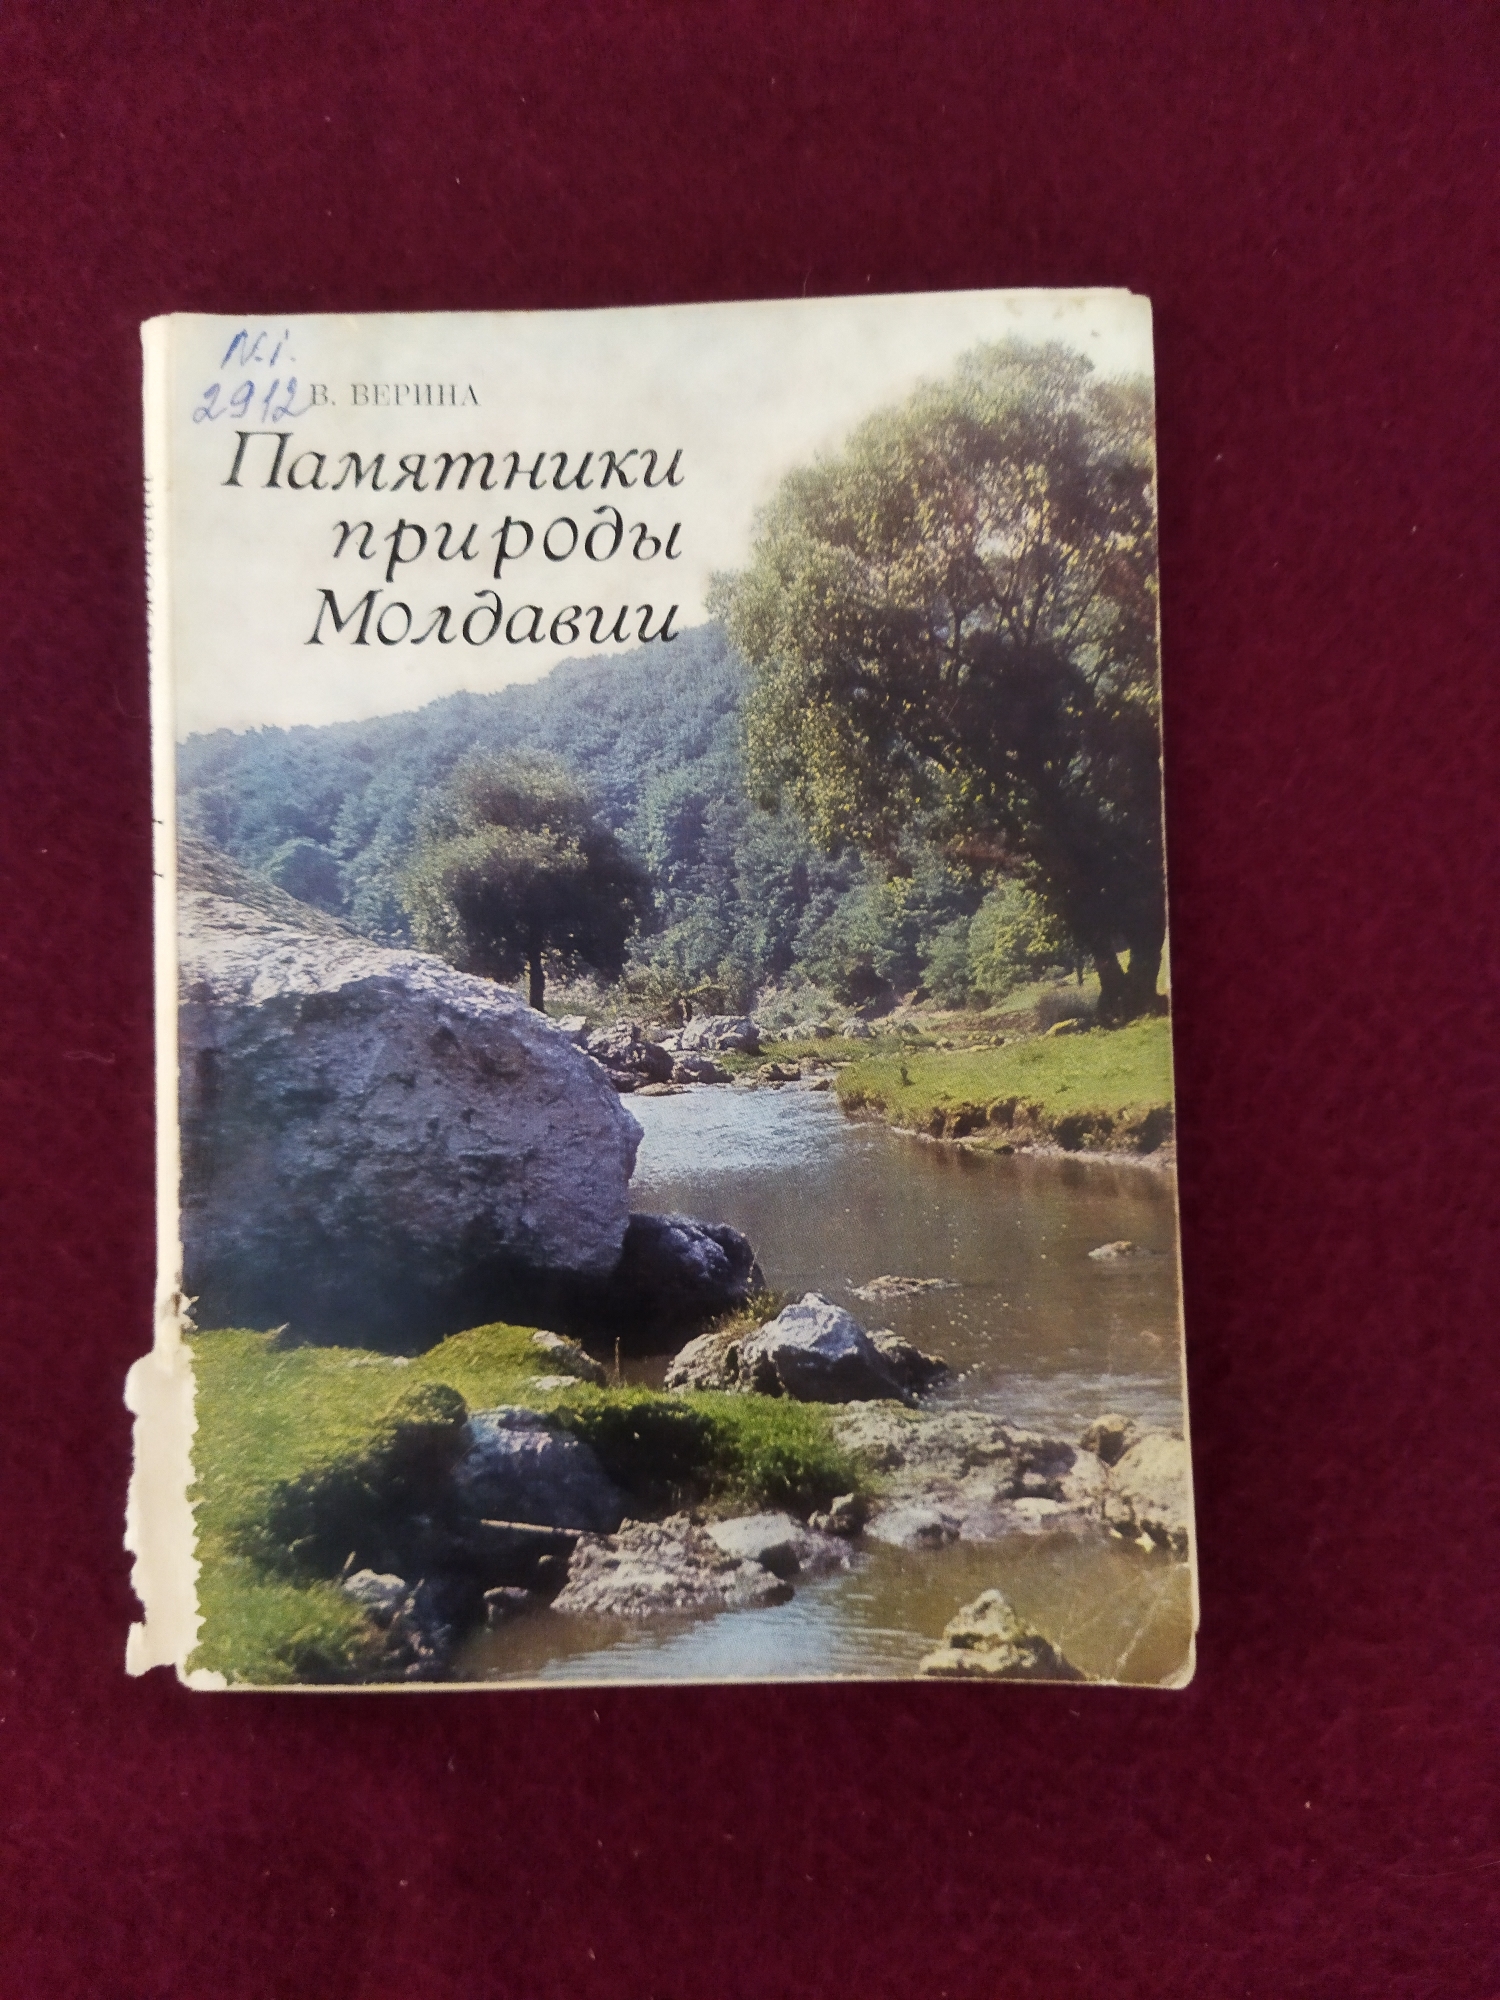 N.i.
2912
В. ВЕРИНА
Памятники
природы
Молдавии